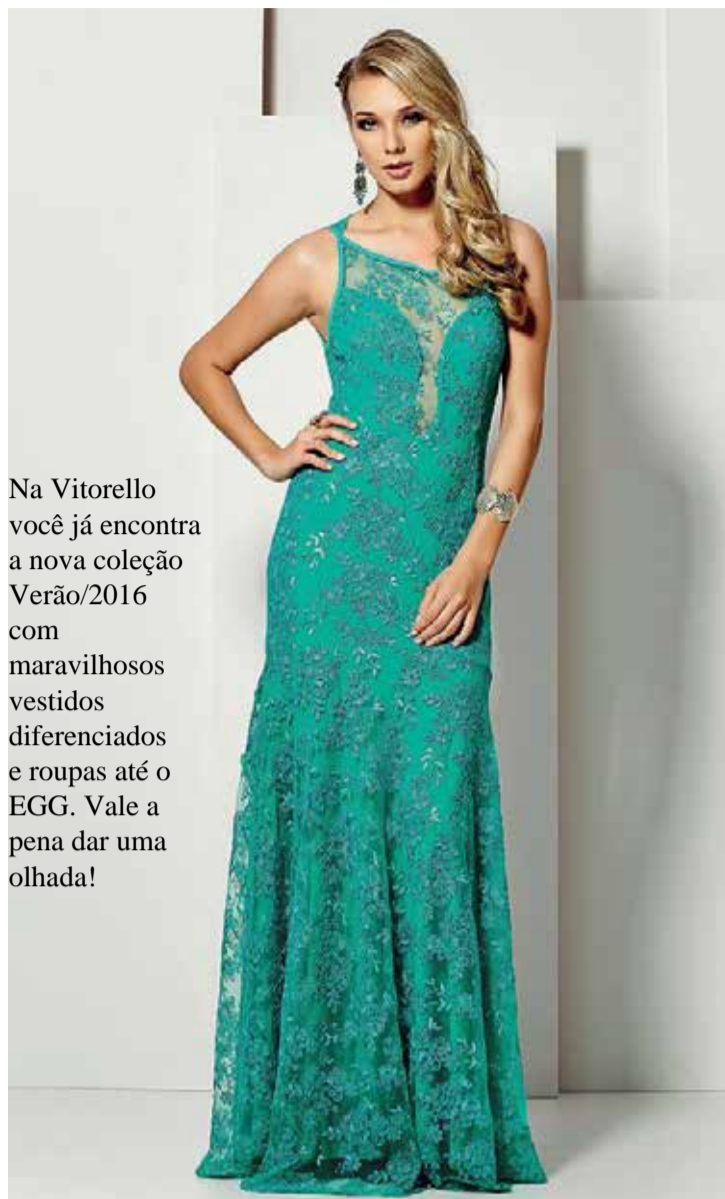 Na Vitorello
você já encontra
a nova coleção
Verão/2016
com
maravilhosos
vestidos
diferenciados
e roupas até o
EGG. Vale a
pena dar uma
olhada!